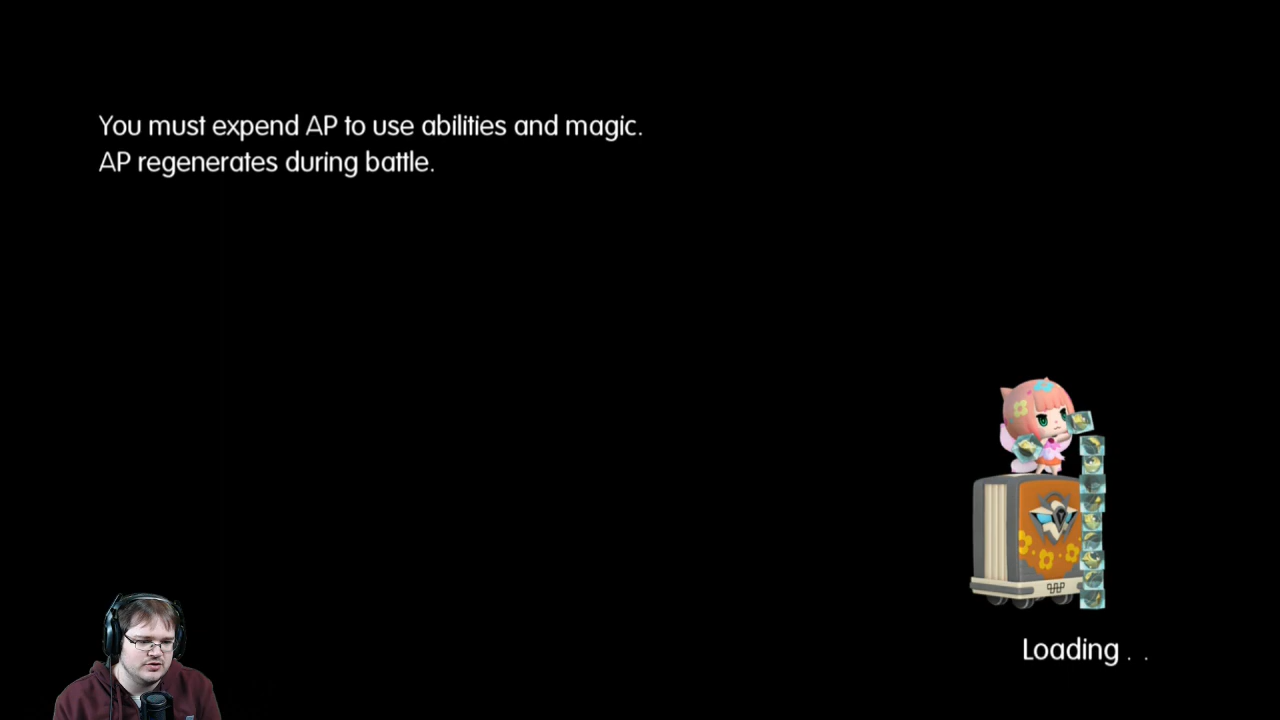 You must expend AP to use abilities and magic.
AP regenerates during battle.
Loading . .